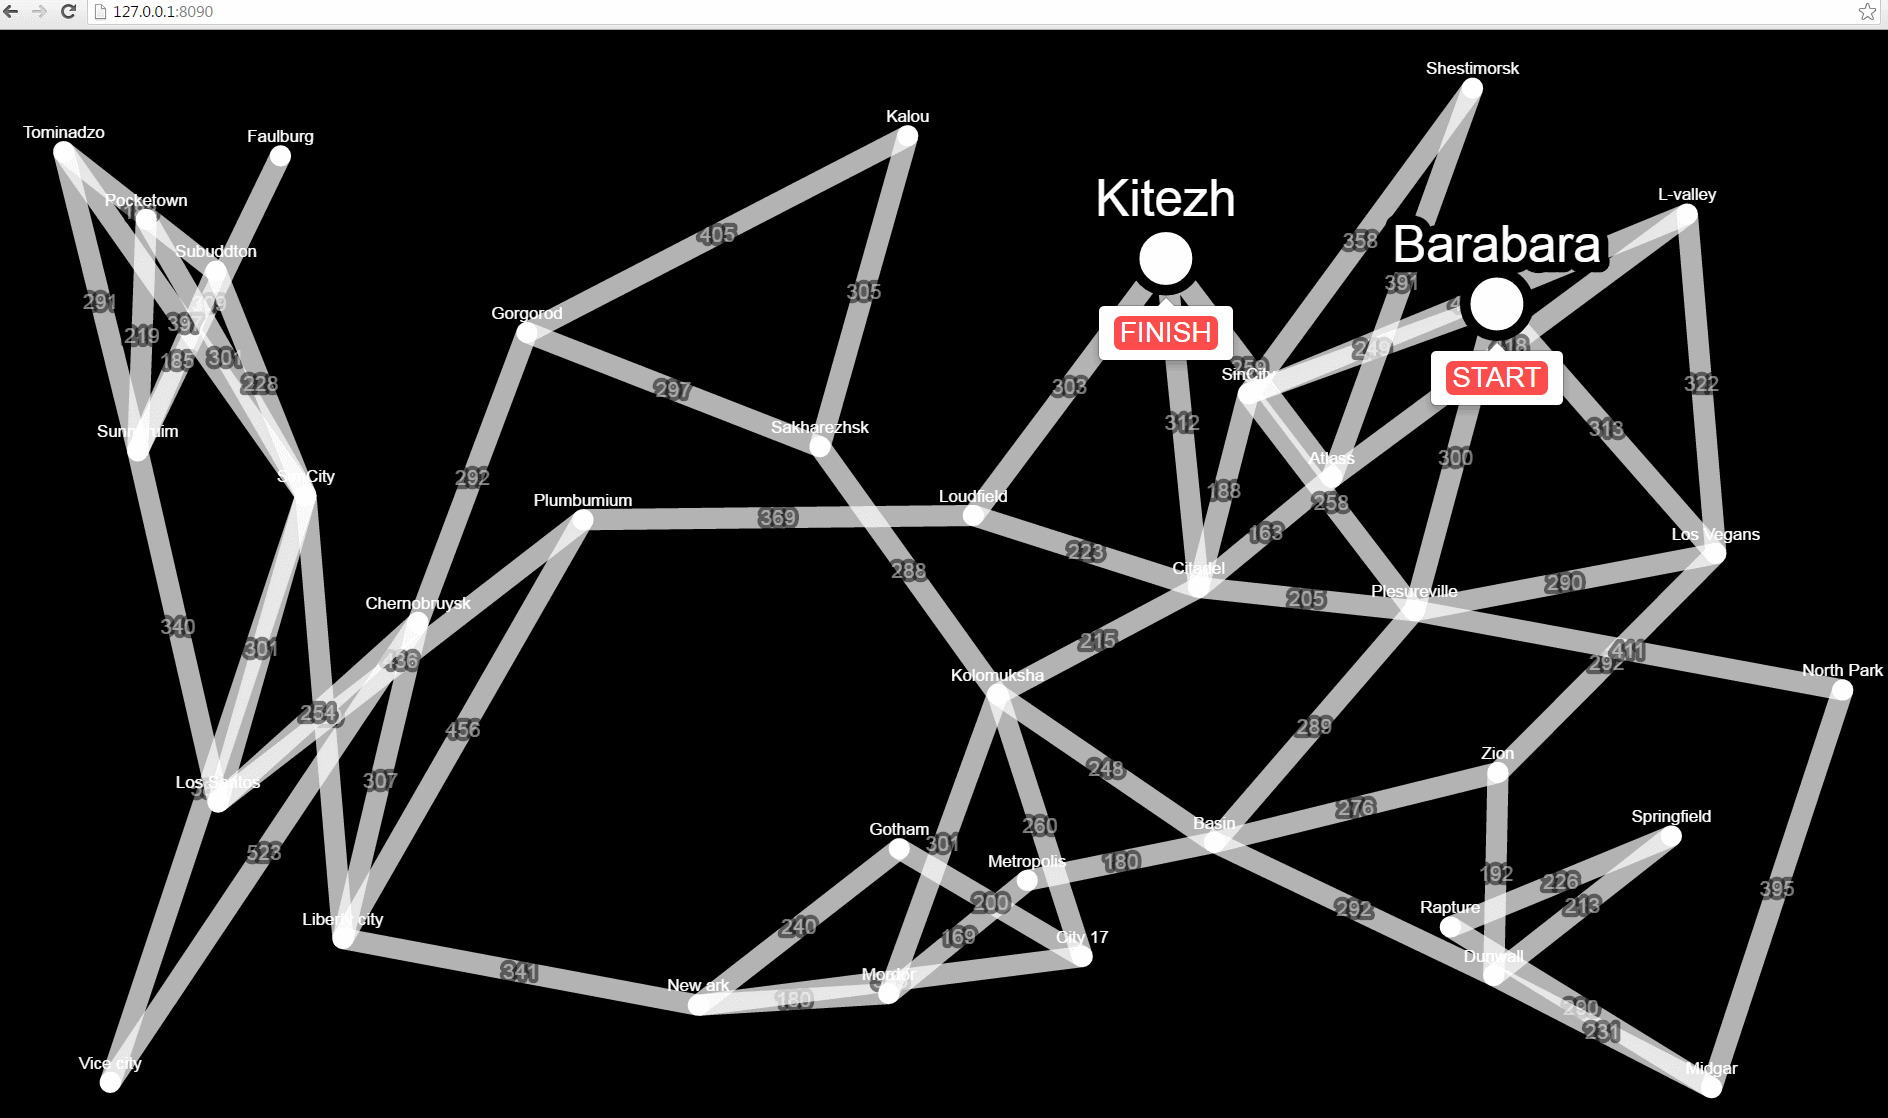 127.0.0.1:8090
Shestimorsk
Kalou
Tominadzo
Faulburg
Kitezh
L-valley
Pocketown
Barabara
405
358
Subuddton
391
305
291
309
Gorgorod
397
FINISH
219
249
185
301
259
SinCity
START
228
303
322
297
312
Sakharezhsk
313
Sunnyruim
Atlass
300
SinCity
292
188
Plumbumium
Loudfield
258
369
163
Los Vegans
223
Citadel
288
290
Plesureville
205
Chernobruysk
340
215
301
436
411
292
North Park
Kolomuksha
254
289
456
Zion
248
307
Los Santos
276
Springfield
Basin
260
Gotham
301
523
Metropolis
180
192
226
395
200
213
Rapture
292
Liberty city
240
169
City 17
Dunwall
341
Mordor
New ark
180
290
231
Vice city
Midgar